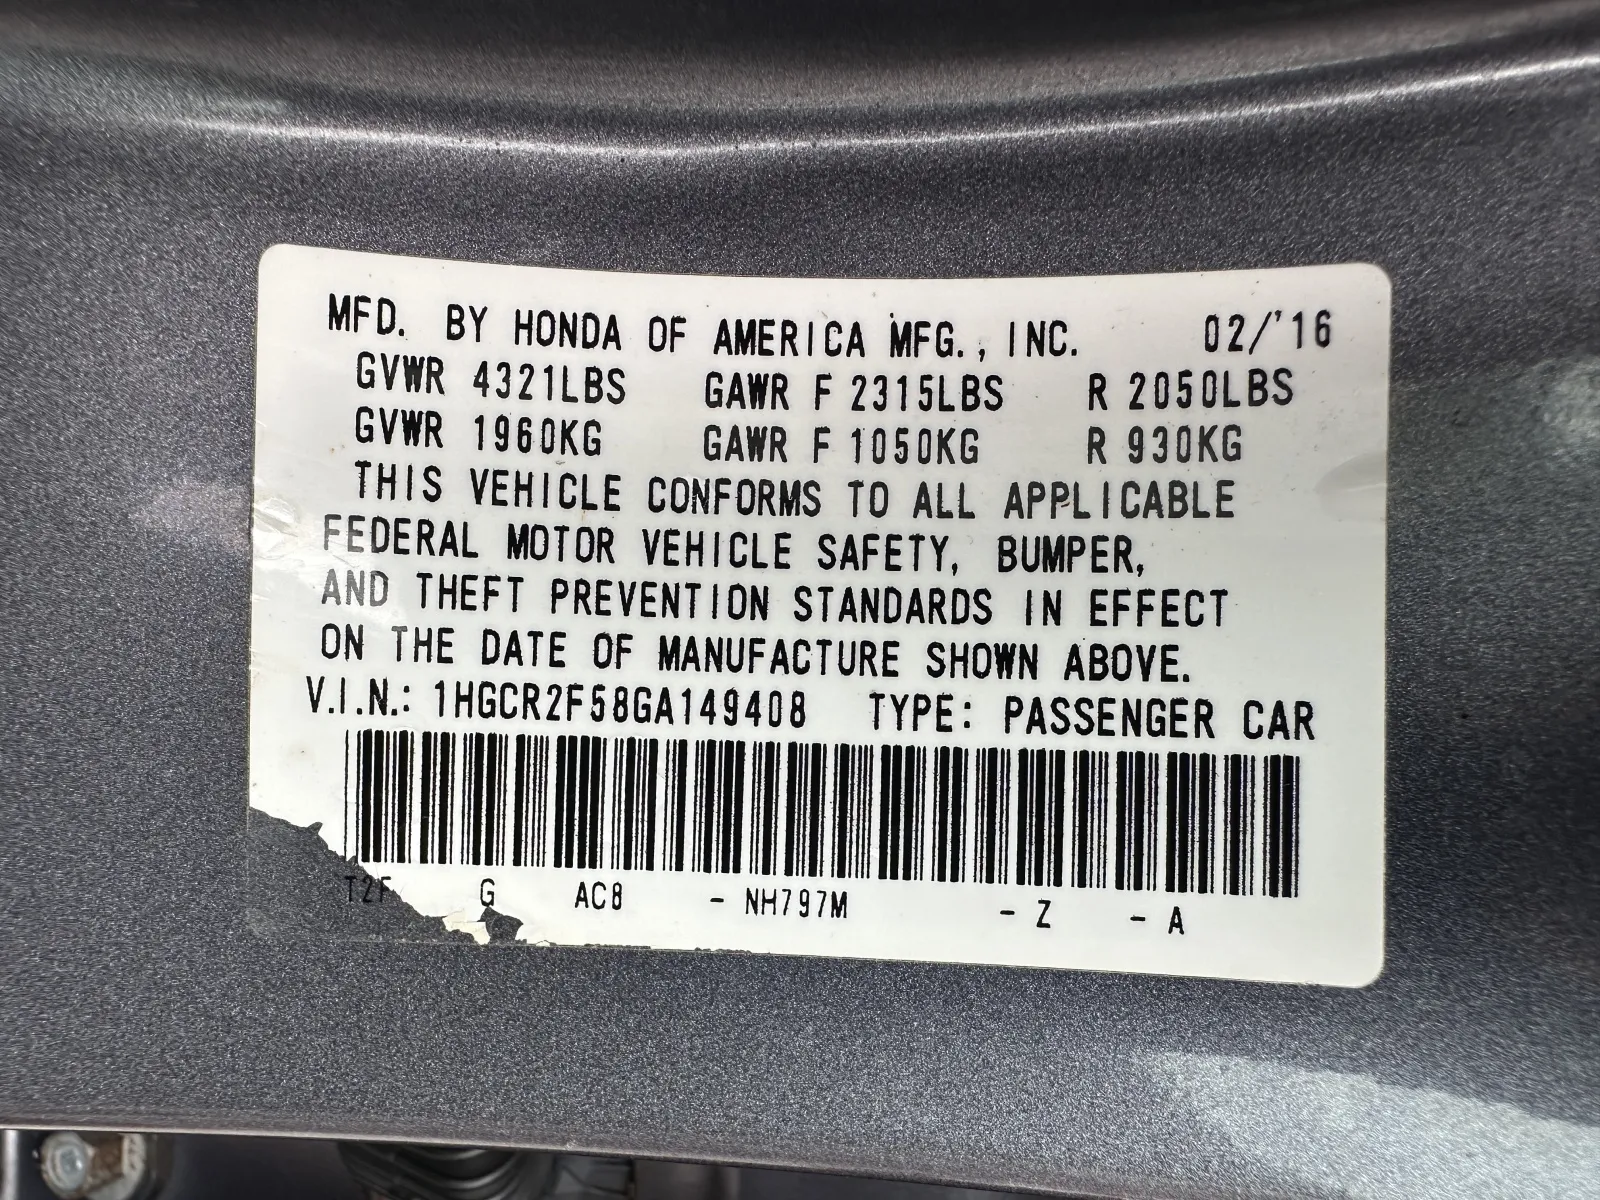 MFD. BY HONDA OF AMERICA MFG., INC. 02/'16
GVWR 4321LBS GAWR F 2315LBS R 2050LBS
GVWR 1960KG GAWR F 1050KG R 930KG
THIS VEHICLE CONFORMS TO ALL APPLICABLE
FEDERAL MOTOR VEHICLE SAFETY, BUMPER,
AND THEFT PREVENTION STANDARDS IN EFFECT
ON THE DATE OF MANUFACTURE SHOWN ABOVE.
V.I.N.: 1HGCR2F58GA149408 TYPE: PASSENGER CAR
G AC8 - NH797M - Z - A